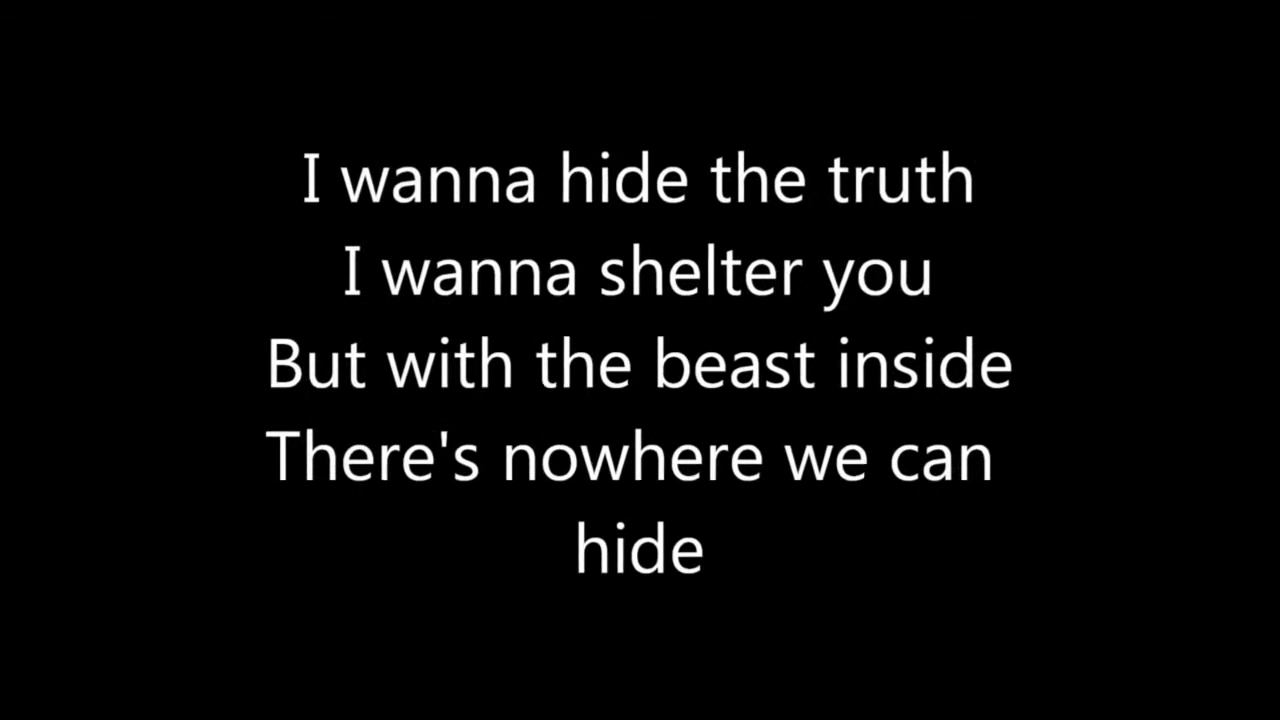 I wanna hide the truth
I wanna shelter you
But with the beast inside
There's nowhere we can
hide